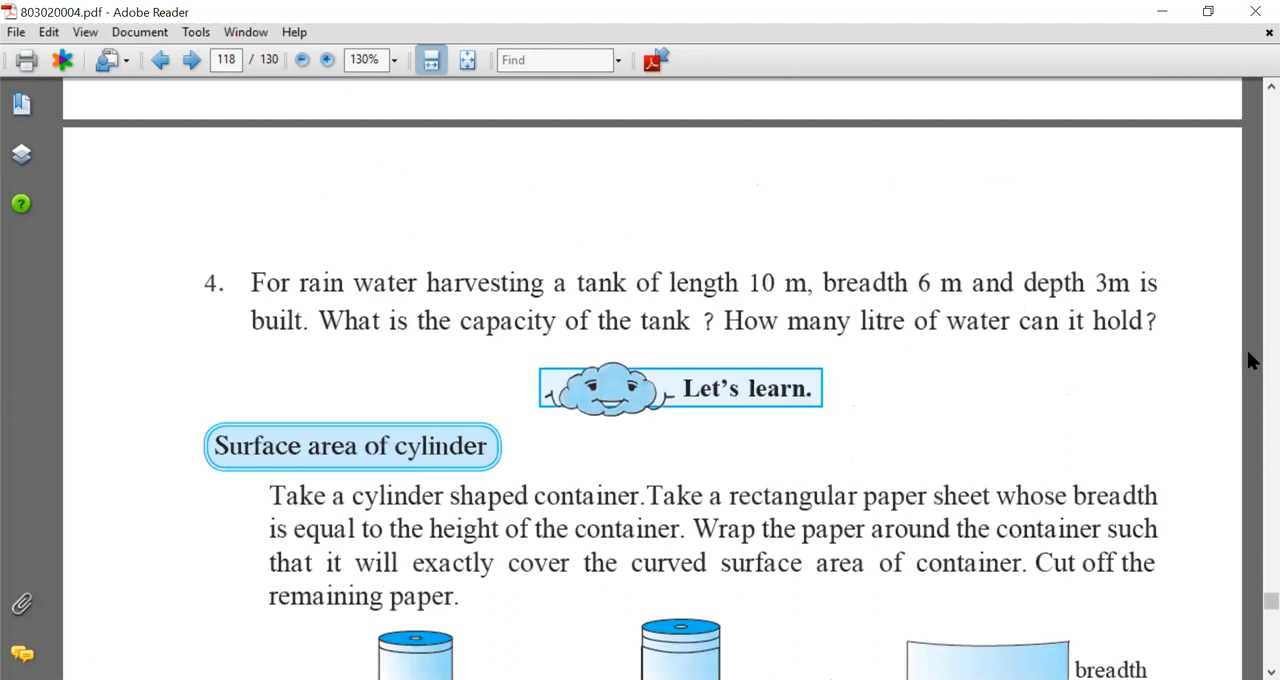 803020004.pdf - Adobe Reader
File Edit View Document Tools Window Help
118 / 130 130% Find
4. For rain water harvesting a tank of length 10 m, breadth 6 m and depth 3m is
built. What is the capacity of the tank ? How many litre of water can it hold?
Let's learn.
Surface area of cylinder
Take a cylinder shaped container.Take a rectangular paper sheet whose breadth
is equal to the height of the container. Wrap the paper around the container such
that it will exactly cover the curved surface area of container. Cut off the
remaining paper.
breadth